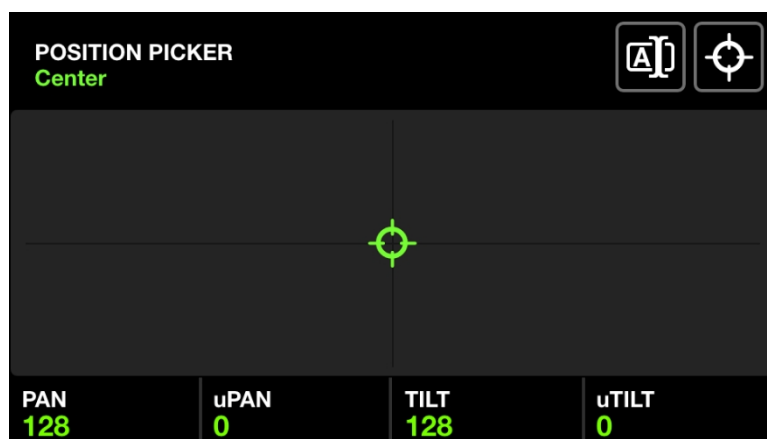 POSITION PICKER
Center
A
PAN
128
uPAN
0
TILT
128
uTILT
0